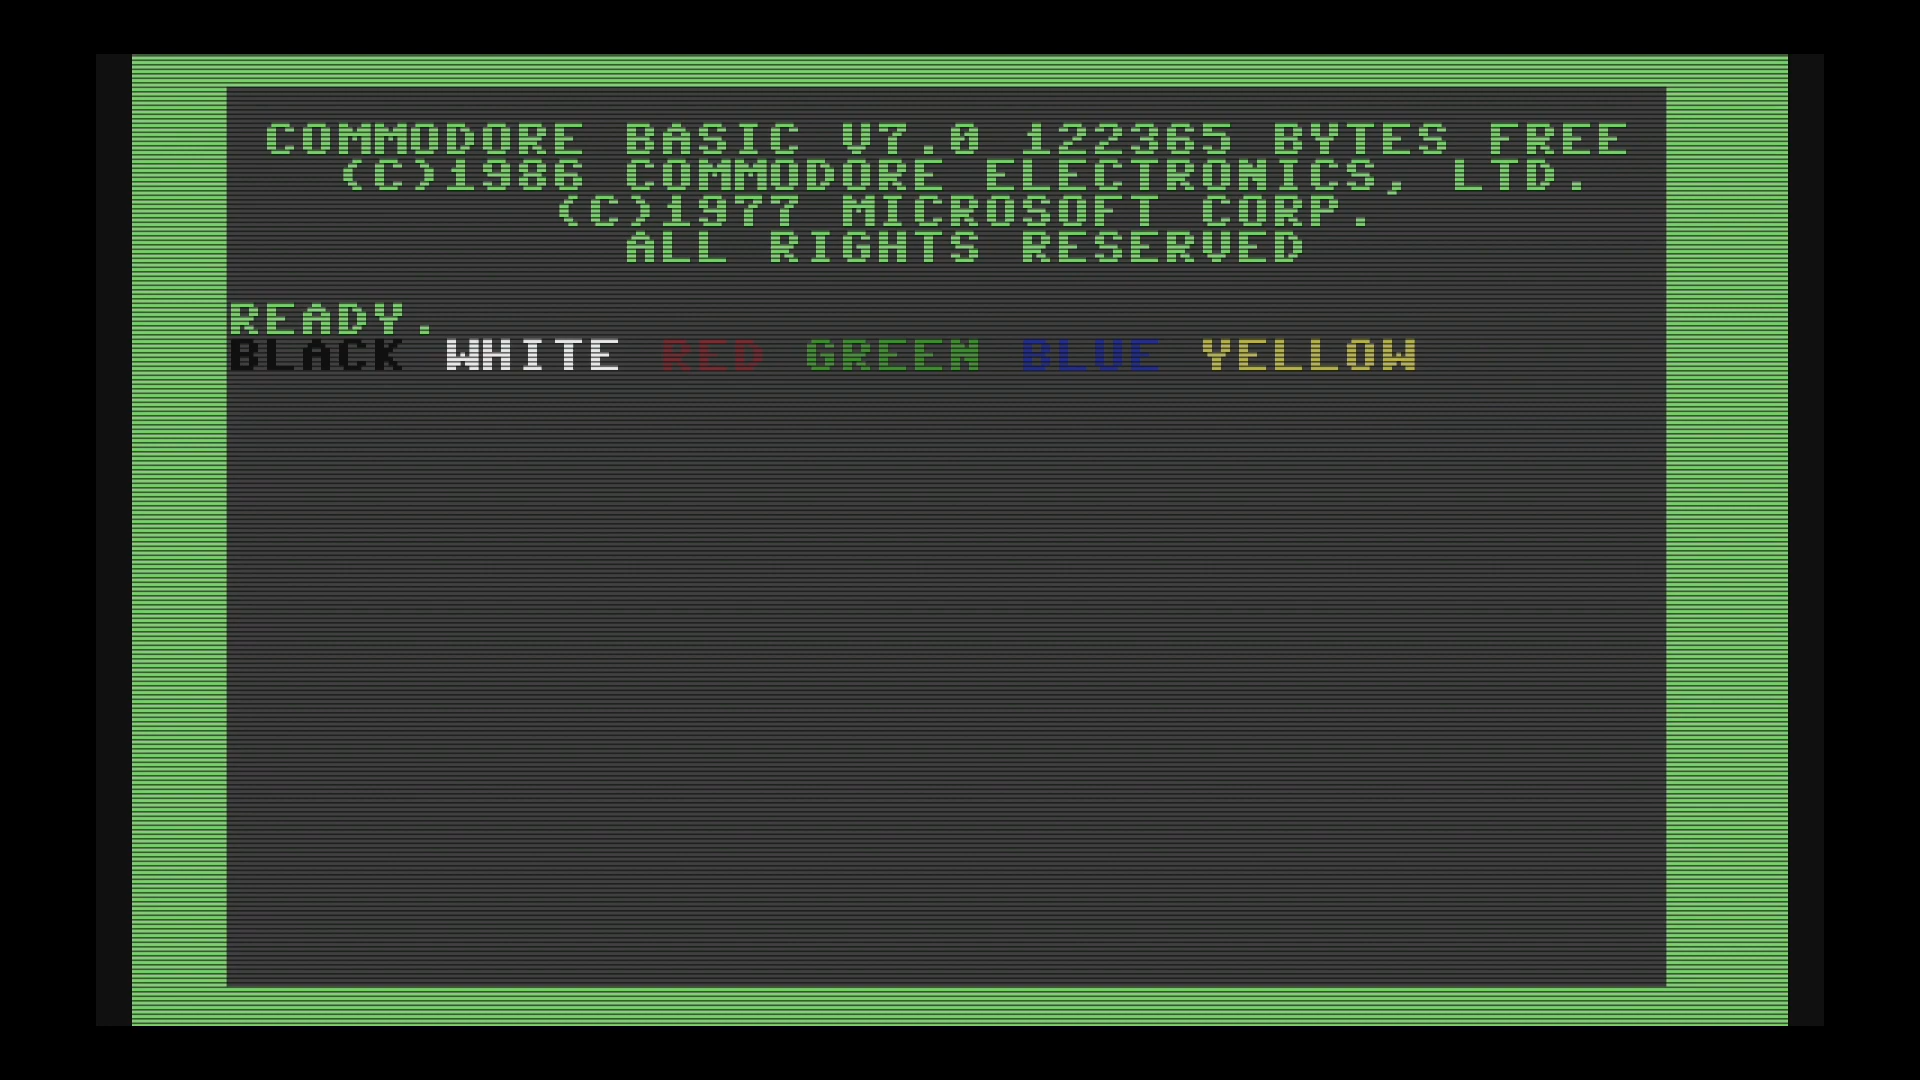 COMMODORE BASIC V7.0 122365 BYTES FREE
(C)1986 COMMODORE ELECTRONICS, LTD.
(C)1977 MICROSOFT CORP.
ALL RIGHTS RESERVED
READY.
BLACK WHITE RED GREEN BLUE YELLOW